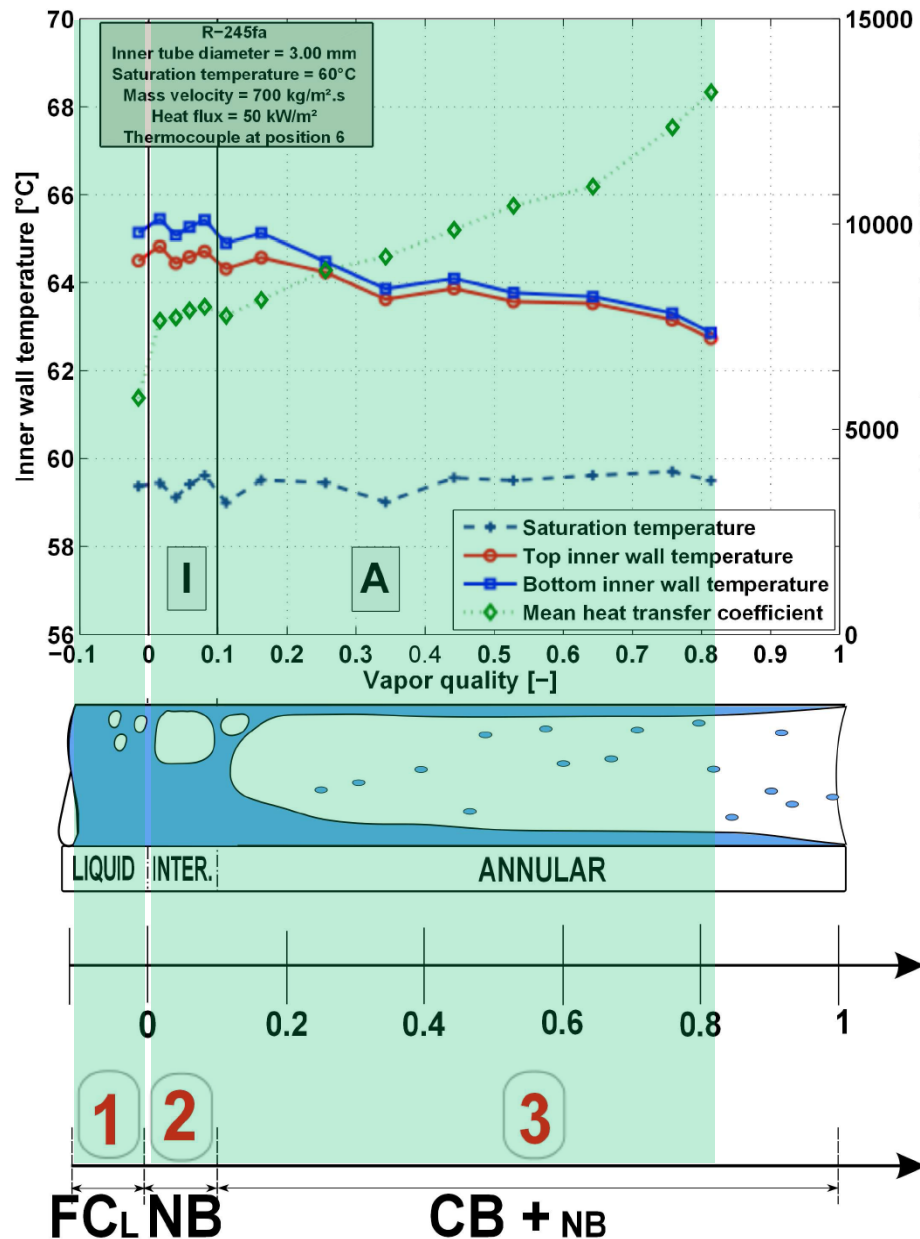 70
68
66
64
62
60
58
56
Inner wall temperature [°C]
R−245fa
Inner tube diameter = 3.00 mm
Saturation temperature = 60°C
Mass velocity = 700 kg/m².s
Heat flux = 50 kW/m²
Thermocouple at position 6
15000
10000
5000
0
I
A
Saturation temperature
Top inner wall temperature
Bottom inner wall temperature
Mean heat transfer coefficient
−0.1 0 0.1 0.2 0.3 0.4 0.5 0.6 0.7 0.8 0.9 1
Vapor quality [−]
LIQUID INTER. ANNULAR
0 0.2 0.4 0.6 0.8 1
1 2 3
FCL NB CB + NB